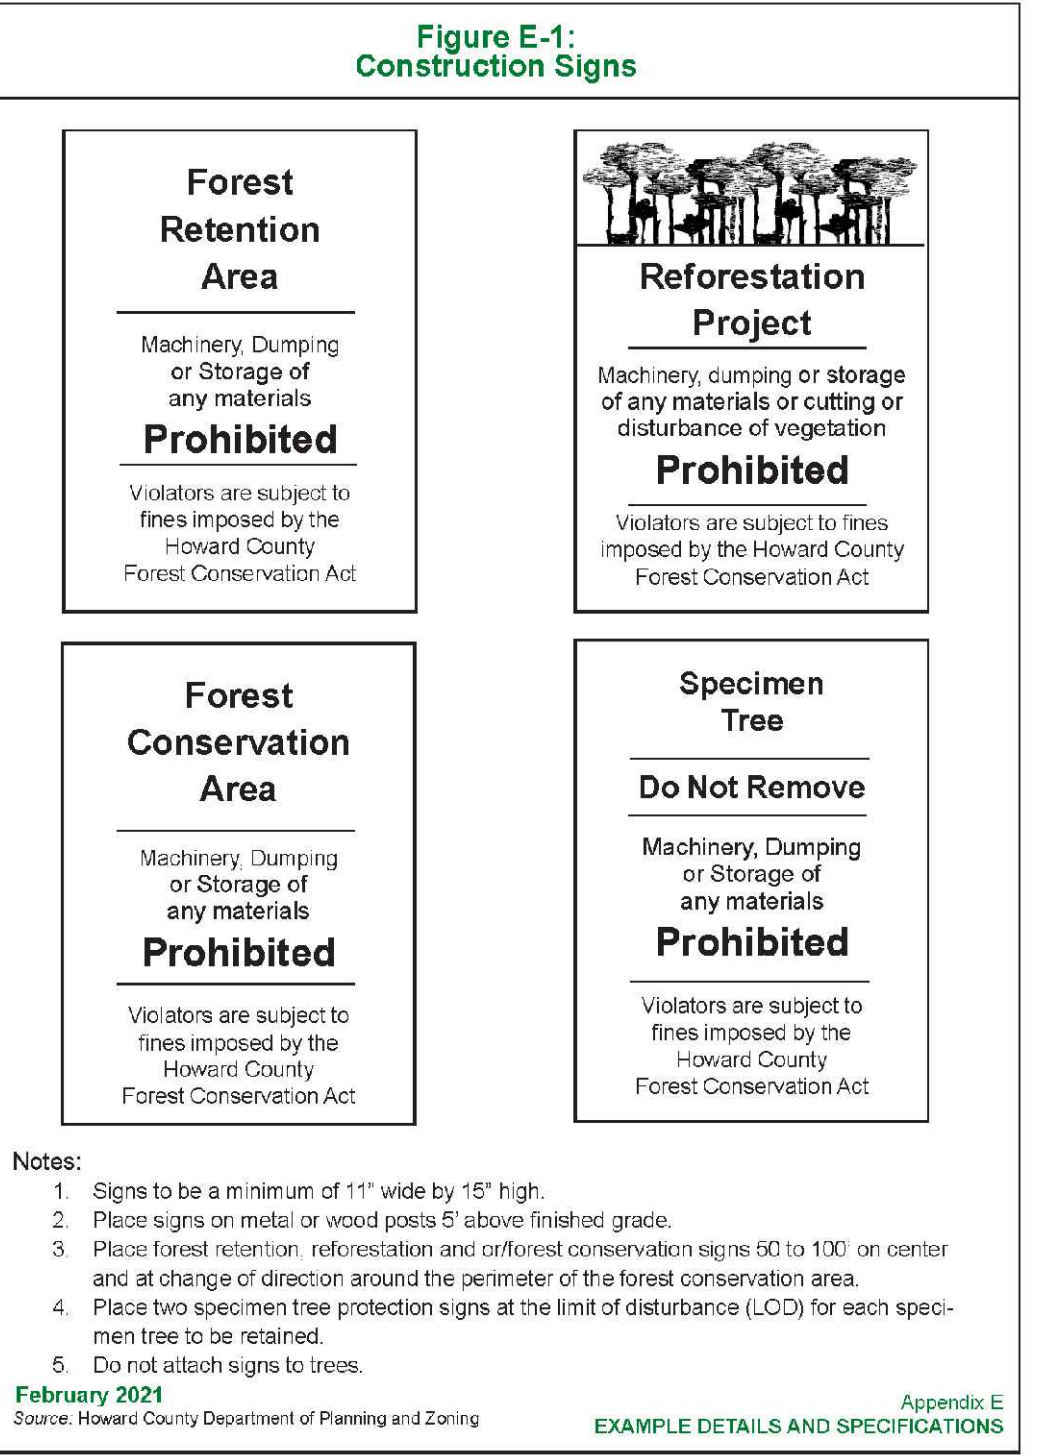 Figure E-1:
Construction Signs
Forest
Retention
Area
Machinery, Dumping
or Storage of
any materials
Prohibited
Violators are subject to
fines imposed by the
Howard County
Forest Conservation Act
Reforestation
Project
Machinery, dumping or storage
of any materials or cutting or
disturbance of vegetation
Prohibited
Violators are subject to fines
imposed by the Howard County
Forest Conservation Act
Forest
Conservation
Area
Machinery, Dumping
or Storage of
any materials
Prohibited
Violators are subject to
fines imposed by the
Howard County
Forest Conservation Act
Specimen
Tree
Do Not Remove
Machinery, Dumping
or Storage of
any materials
Prohibited
Violators are subject to
fines imposed by the
Howard County
Forest Conservation Act
Notes:
1. Signs to be a minimum of 11” wide by 15” high.
2. Place signs on metal or wood posts 5’ above finished grade.
3. Place forest retention, reforestation and or/forest conservation signs 50 to 100’ on center
and at change of direction around the perimeter of the forest conservation area.
4. Place two specimen tree protection signs at the limit of disturbance (LOD) for each speci-
men tree to be retained.
5. Do not attach signs to trees.
February 2021
Source: Howard County Department of Planning and Zoning
Appendix E
EXAMPLE DETAILS AND SPECIFICATIONS